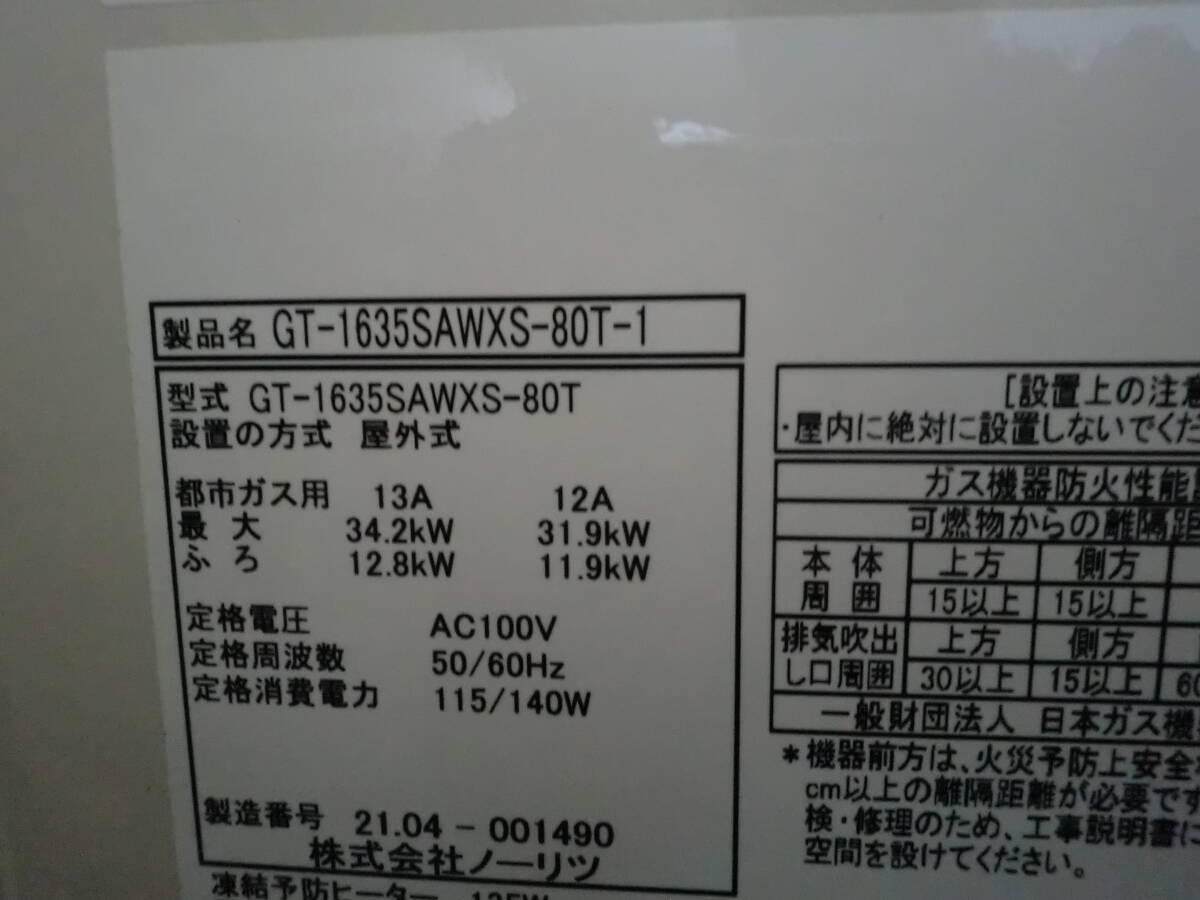 製品名 GT-1635SAWXS-80T-1
型式 GT-1635SAWXS-80T
設置の方式 屋外式
都市ガス用 13A 12A
最大 34.2kW 31.9kW
ふろ 12.8kW 11.9kW
定格電圧 AC100V
定格周波数 50/60Hz
定格消費電力 115/140W
製造番号 21.04-001490
株式会社ノーリツ
凍結予防ヒーター
[設置上の注意
・屋内に絶対に設置しないでくだ
ガス機器防火性能
可燃物からの離隔距
本体周囲 上方 側方
15以上 15以上
排気吹出し口周囲 上方 側方
30以上 15以上 60
一般財団法人 日本ガス機
*機器前方は、火災予防上安全
cm以上の離隔距離が必要です
検・修理のため、工事説明書に
空間を設けてください。